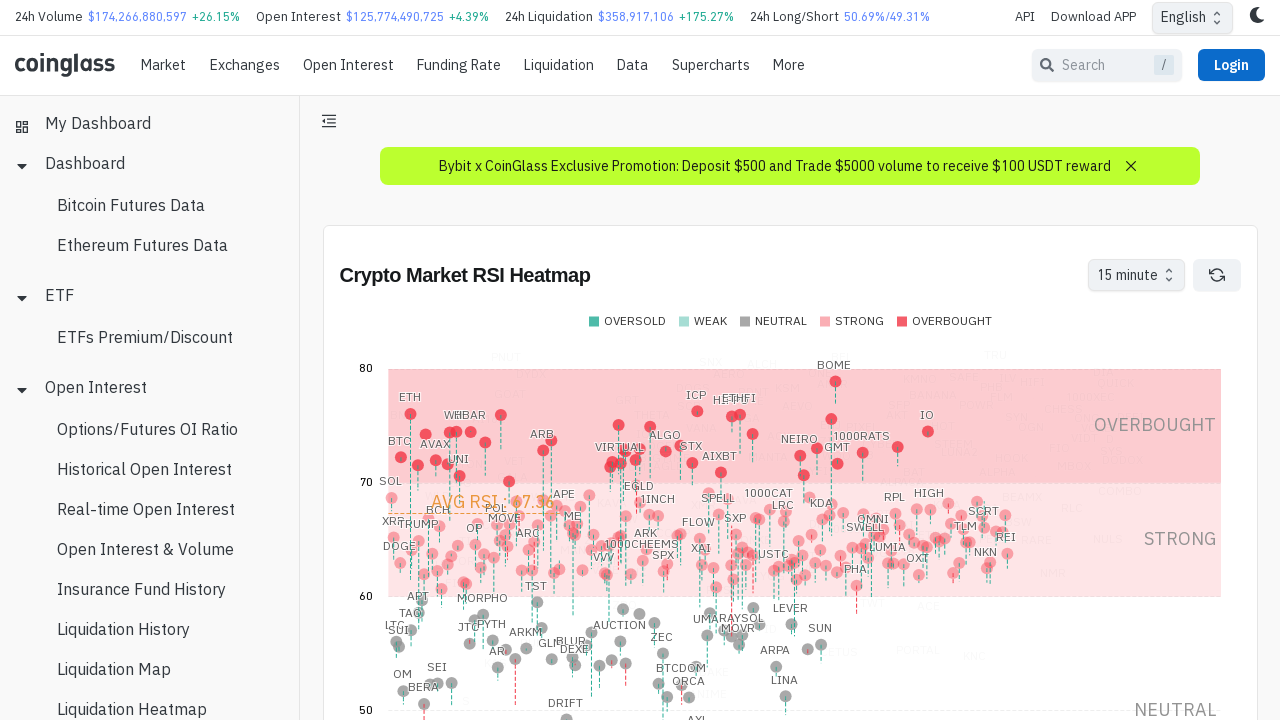 24h Volume $174,266,880,597 +26.15% Open Interest $125,774,490,725 +4.39% 24h Liquidation $358,917,106 +175.27% 24h Long/Short 50.69%/49.31% API Download APP English
coinglass Market Exchanges Open Interest Funding Rate Liquidation Data Supercharts More Search / Login
My Dashboard
Dashboard
Bitcoin Futures Data
Ethereum Futures Data
ETF
ETFs Premium/Discount
Open Interest
Options/Futures OI Ratio
Historical Open Interest
Real-time Open Interest
Open Interest & Volume
Insurance Fund History
Liquidation History
Liquidation Map
Liquidation Heatmap
Bybit x CoinGlass Exclusive Promotion: Deposit $500 and Trade $5000 volume to receive $100 USDT reward
Crypto Market RSI Heatmap
15 minute
OVERSOLD WEAK NEUTRAL STRONG OVERBOUGHT
80
BOME
ETH ICP ETHFI
HBAR IO
OVERBOUGHT
BTC AVAX ARB VIRTUAL ALGO STX NEIRO GMT 1000RATS
UNI AIXBT
70
SOL EGLD
AVG RSI : 67.36
APE 1INCH SPELL 1000CAT LRC KDA RPL HIGH
BCH POL MOVE ME SCRT
XRP TRUMP OP ARC ARK FLOW SXP OMNI SWELL TLM
STRONG
DOGE VVV 1000CHEEMS SPX XAI USTC LUMIA OXT NKN REI
PHA
60
APT MORPHO TST
TAO LEVER
LTC SUI JTO PYTH ARKM AUCTION UMA RAYSOL MOVR SUN
BLUR ZEC
AR DEXE ARPA
SEI BTCDOM
OM BERA ORCA LINA
DRIFT
50
NEUTRAL